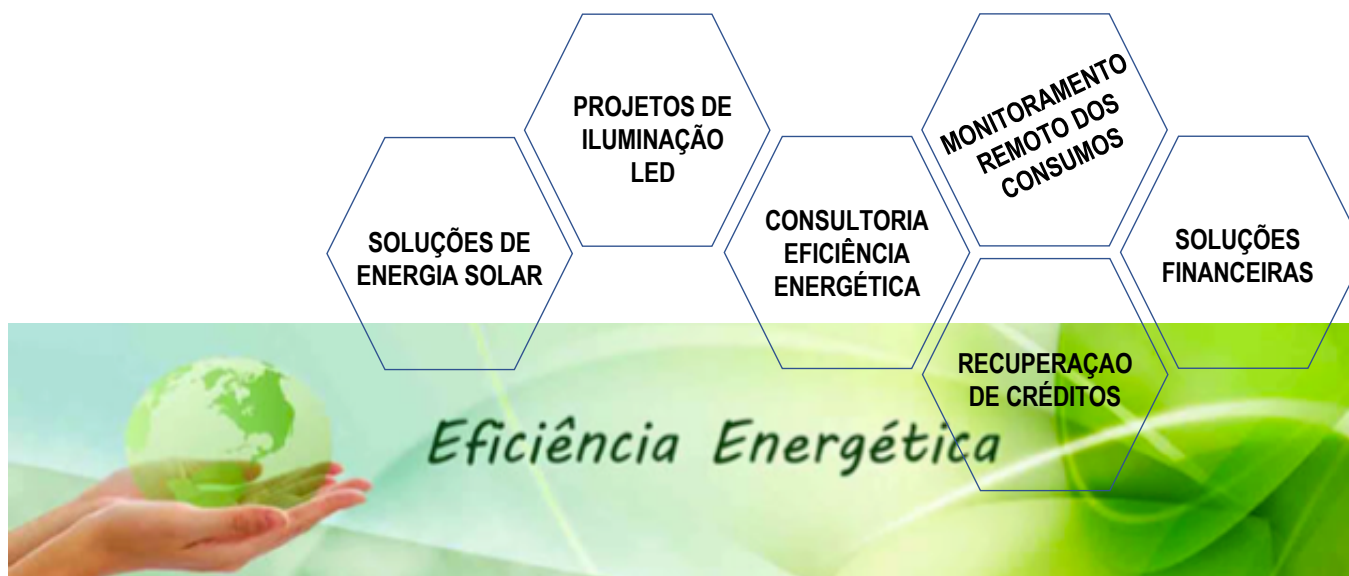 PROJETOS DE
ILUMINAÇÃO
LED
MONITORAMENTO
REMOTO DOS
CONSUMOS
SOLUÇÕES DE
ENERGIA SOLAR
CONSULTORIA
EFICIÊNCIA
ENERGÉTICA
SOLUÇÕES
FINANCEIRAS
RECUPERAÇAO
DE CRÉDITOS
Eficiência Energética